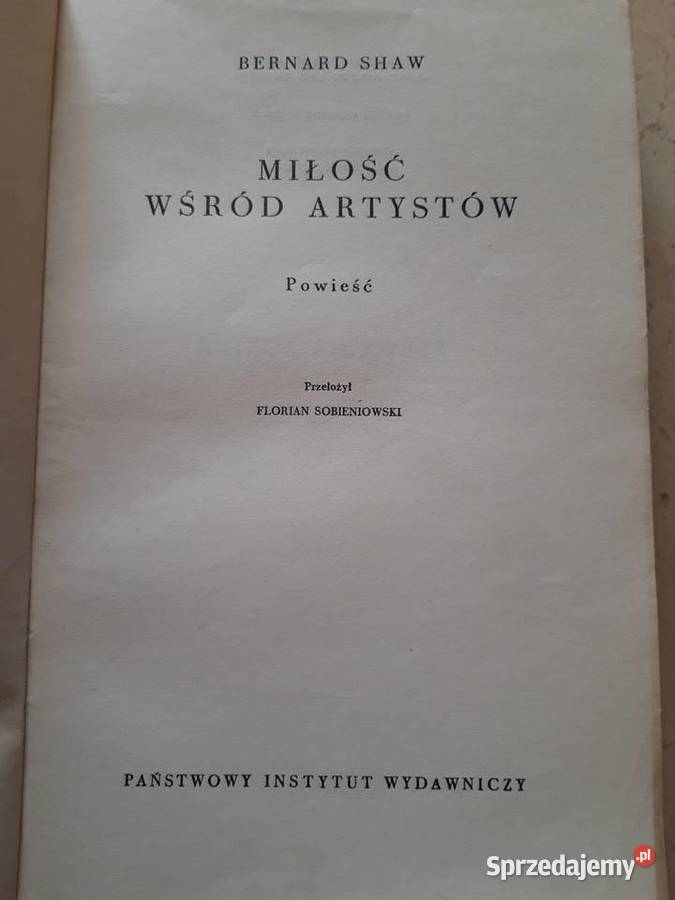 BERNARD SHAW
MIŁOŚĆ
WŚRÓD ARTYSTÓW
Powieść
Przełożył
FLORIAN SOBIENIOWSKI
PAŃSTWOWY INSTYTUT WYDAWNICZY
Sprzedajemy.pl